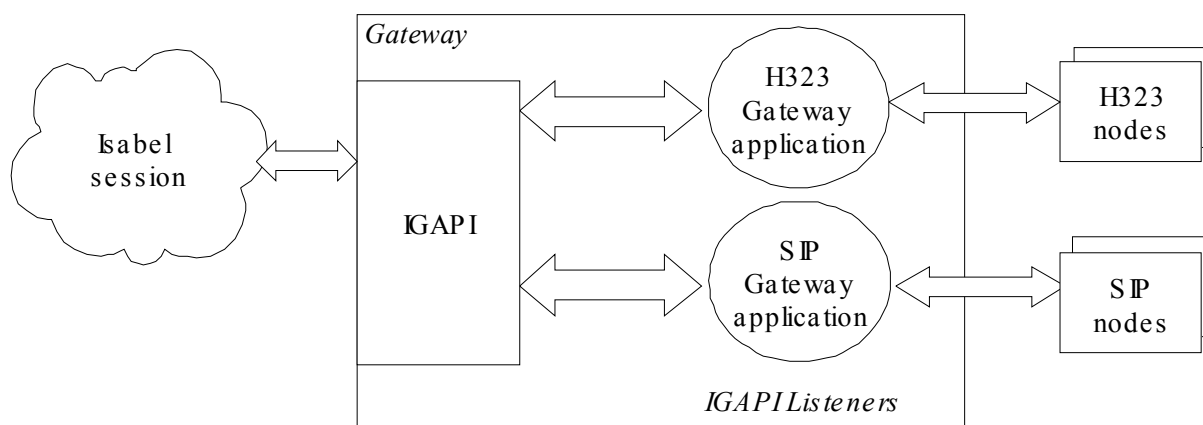 Gateway
Isabel
session
IGAPI
H323
Gateway
application
SIP
Gateway
application
IGAPI Listeners
H323
nodes
SIP
nodes